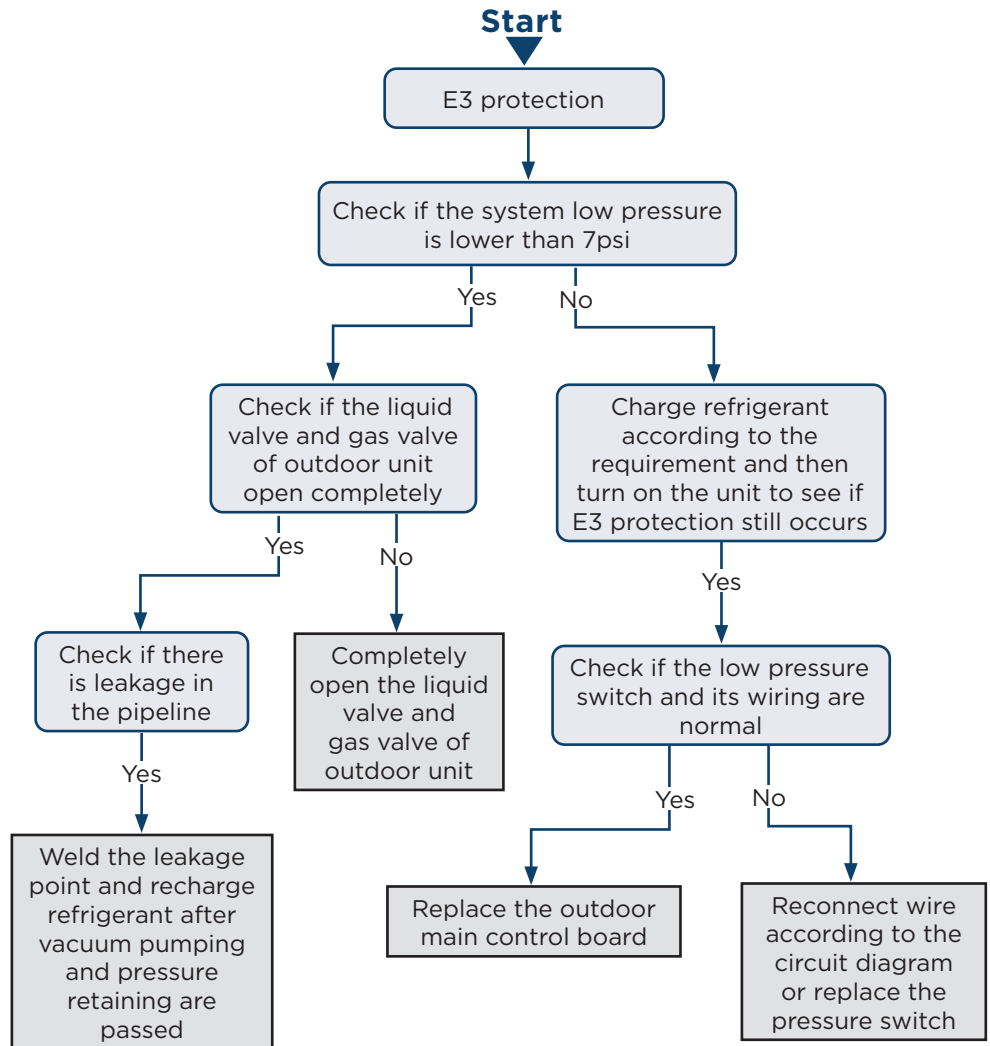 Start
E3 protection
Check if the system low pressure
is lower than 7psi
Yes
No
Check if the liquid
valve and gas valve
of outdoor unit
open completely
Charge refrigerant
according to the
requirement and then
turn on the unit to see if
E3 protection still occurs
Yes
No
Yes
Check if there
is leakage in
the pipeline
Completely
open the liquid
valve and
gas valve of
outdoor unit
Check if the low pressure
switch and its wiring are
normal
Yes
Yes
No
Weld the leakage
point and recharge
refrigerant after
vacuum pumping
and pressure
retaining are
passed
Replace the outdoor
main control board
Reconnect wire
according to the
circuit diagram
or replace the
pressure switch